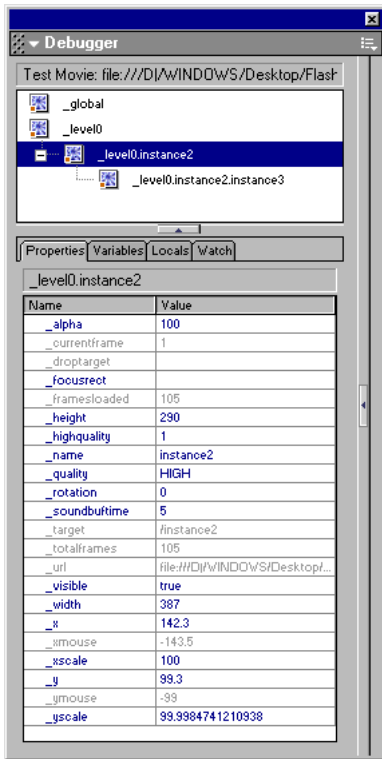 Debugger
Test Movie: file:///D|/WINDOWS/Desktop/Flash
_global
_level0
_level0.instance2
_level0.instance2.instance3
Properties Variables Locals Watch
_level0.instance2
Name Value
_alpha 100
_currentframe 1
_droptarget
_focusrect
_framesloaded 105
_height 290
_highquality 1
_name instance2
_quality HIGH
_rotation 0
_soundbuftime 5
_target /instance2
_totalframes 105
_url file:///D|/WINDOWS/Desktop/...
_visible true
_width 387
_x 142.3
_xmouse -143.5
_xscale 100
_y 99.3
_ymouse -99
_yscale 99.9984741210938